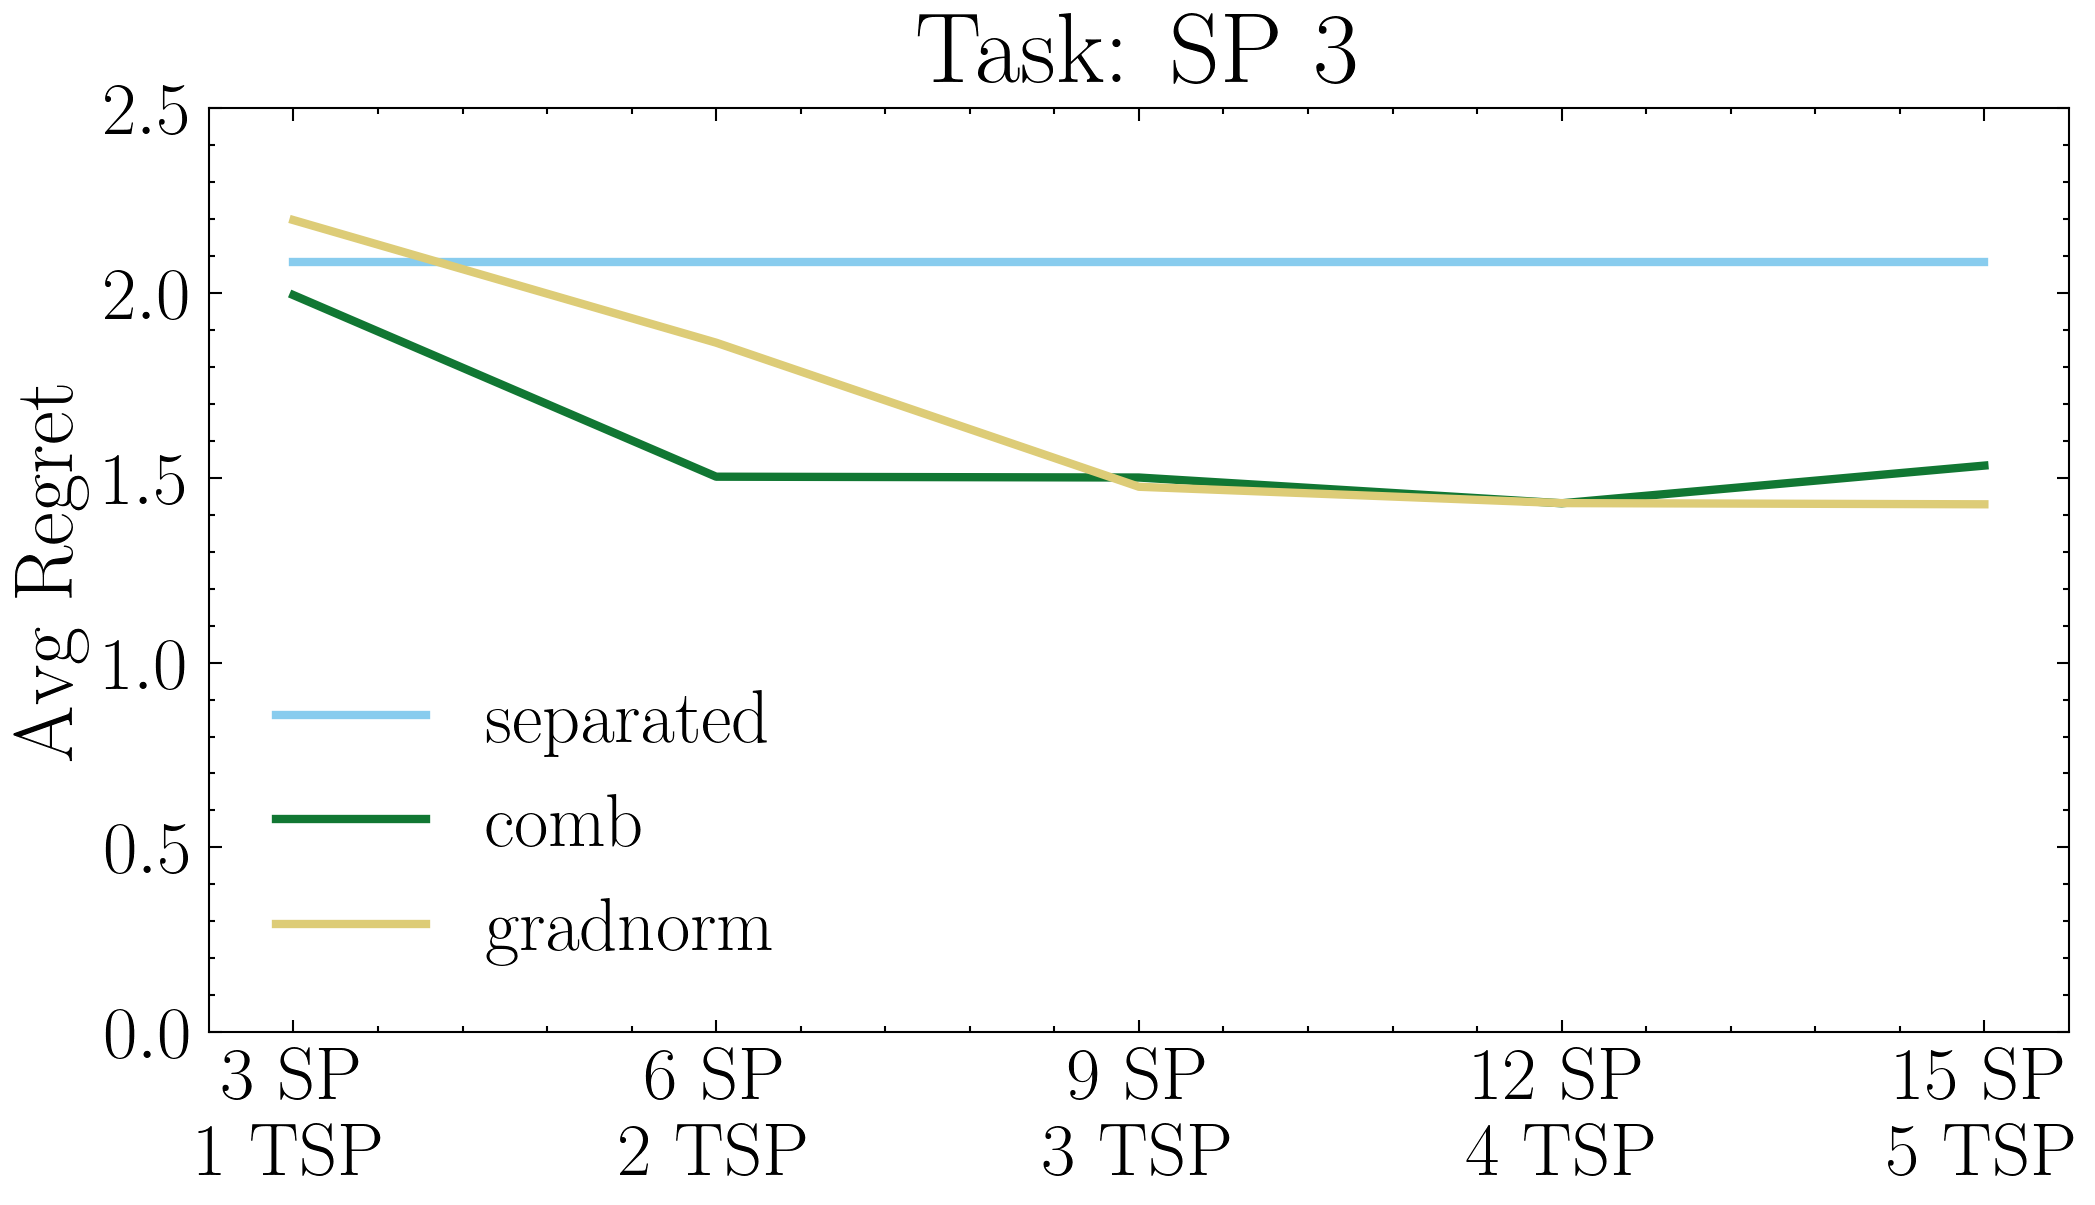 Task: SP 3
Avg Regret
2.5
2.0
1.5
1.0
0.5
0.0
separated
comb
gradnorm
3 SP 6 SP 9 SP 12 SP 15 SP
1 TSP 2 TSP 3 TSP 4 TSP 5 TSP